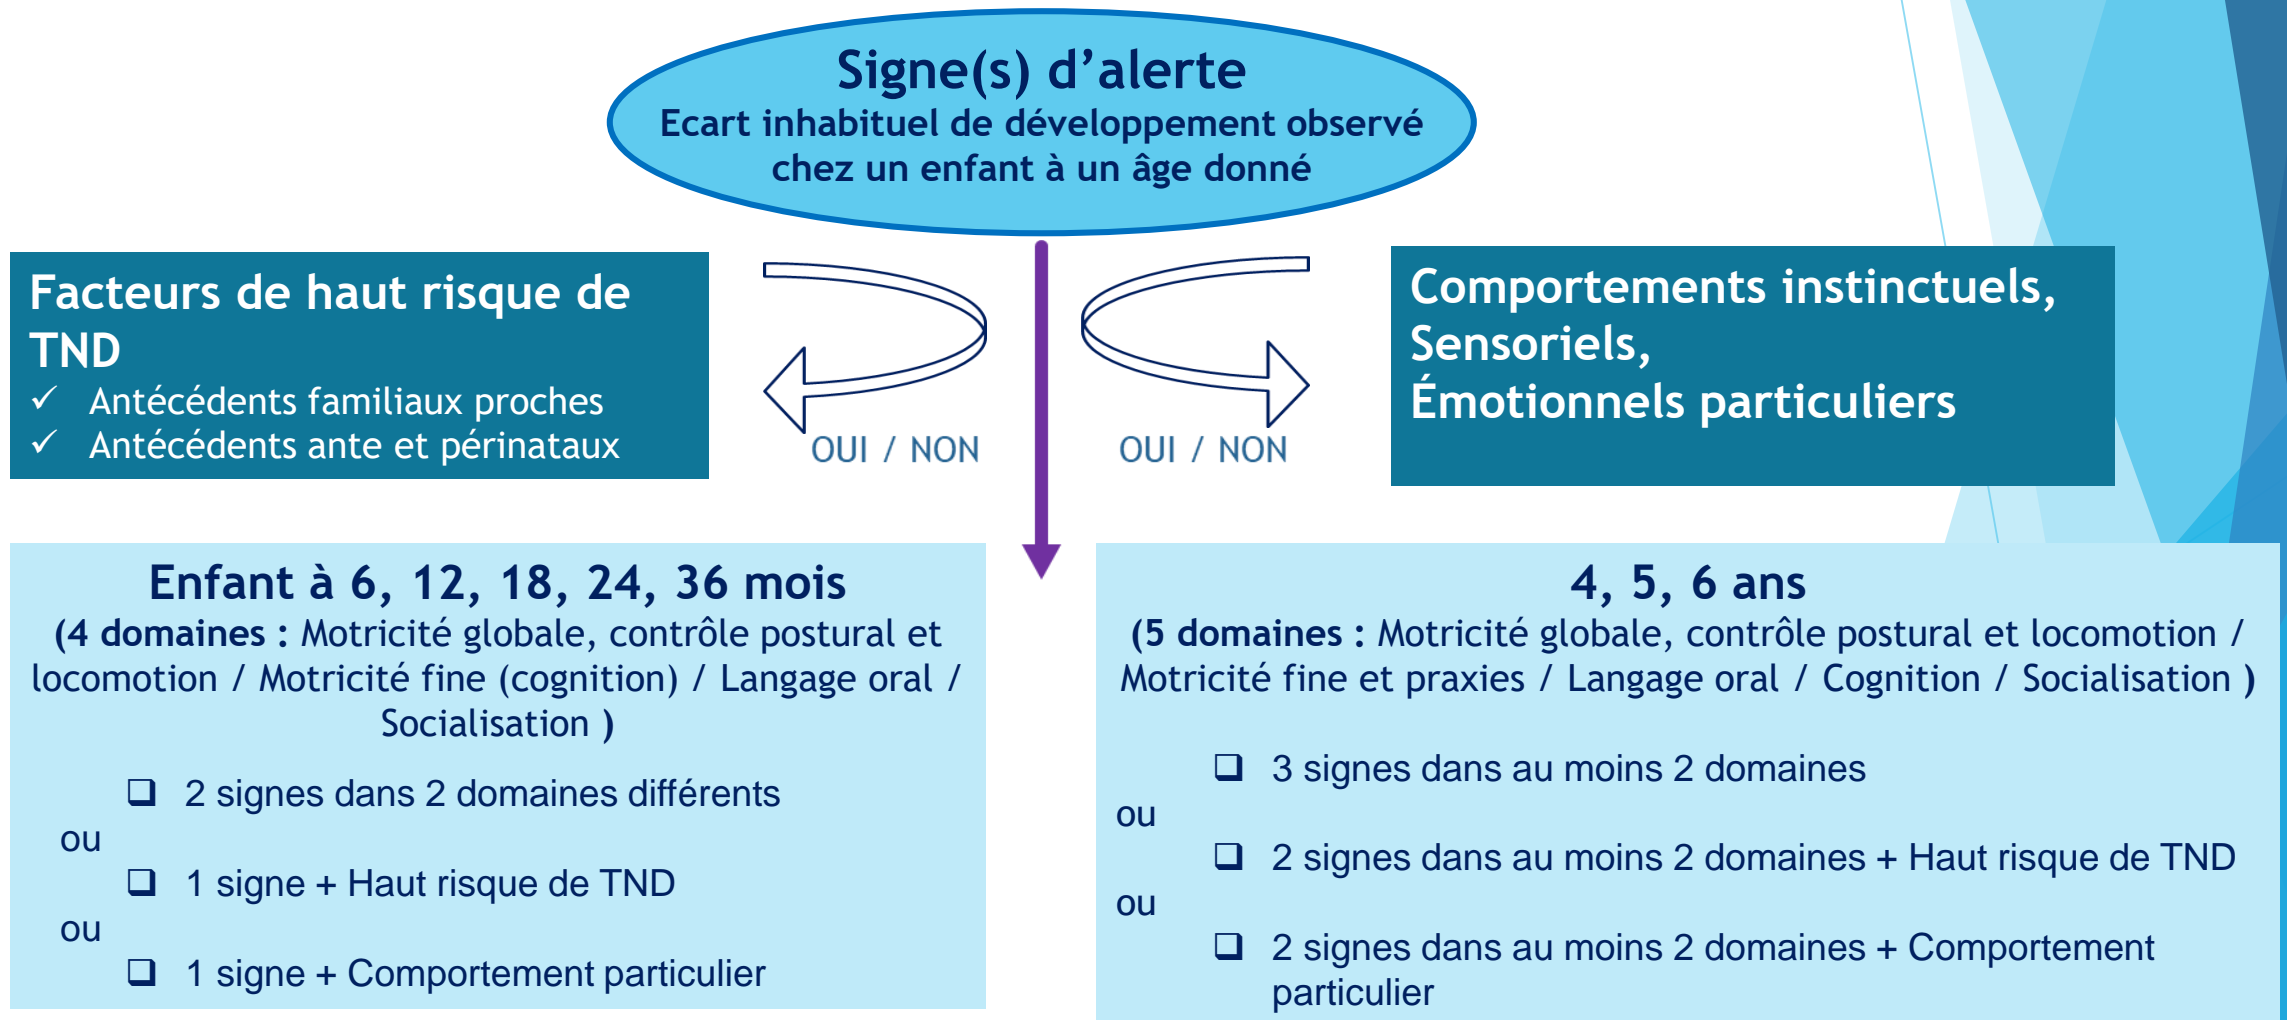 Signe(s) d’alerte
Ecart inhabituel de développement observé
chez un enfant à un âge donné
Facteurs de haut risque de
TND
✓ Antécédents familiaux proches
✓ Antécédents ante et périnataux
OUI / NON
OUI / NON
Comportements instinctuels,
Sensoriels,
Émotionnels particuliers
Enfant à 6, 12, 18, 24, 36 mois
(4 domaines : Motricité globale, contrôle postural et
locomotion / Motricité fine (cognition) / Langage oral /
Socialisation )
❑ 2 signes dans 2 domaines différents
ou
❑ 1 signe + Haut risque de TND
ou
❑ 1 signe + Comportement particulier
4, 5, 6 ans
(5 domaines : Motricité globale, contrôle postural et locomotion /
Motricité fine et praxies / Langage oral / Cognition / Socialisation )
❑ 3 signes dans au moins 2 domaines
ou
❑ 2 signes dans au moins 2 domaines + Haut risque de TND
ou
❑ 2 signes dans au moins 2 domaines + Comportement
particulier